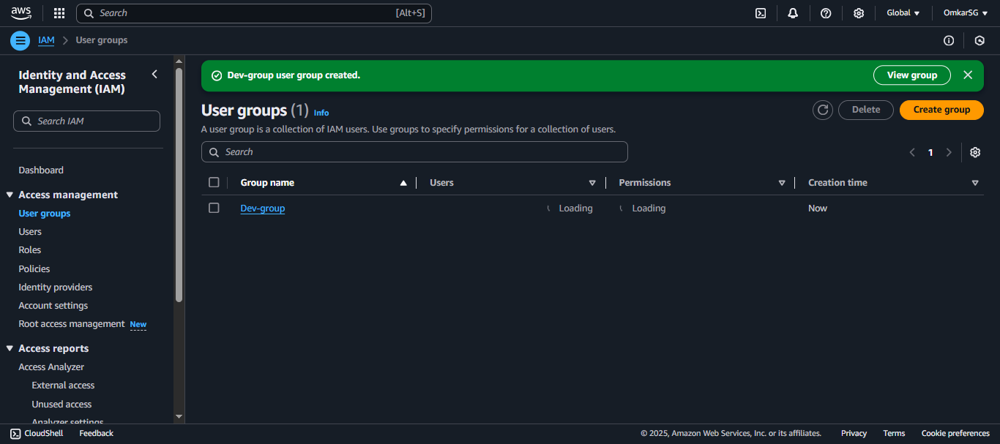 aws
Search [Alt+S]
Global
OmkarSG
IAM
User groups
Identity and Access
Management (IAM)
Search IAM
Dashboard
Access management
User groups
Users
Roles
Policies
Identity providers
Account settings
Root access management New
Access reports
Access Analyzer
External access
Unused access
Analyzer settings
Dev-group user group created.
View group
User groups (1) Info
Delete
Create group
A user group is a collection of IAM users. Use groups to specify permissions for a collection of users.
Search
1
Group name Users Permissions Creation time
Dev-group Loading Loading Now
CloudShell Feedback © 2025, Amazon Web Services, Inc. or its affiliates. Privacy Terms Cookie preferences